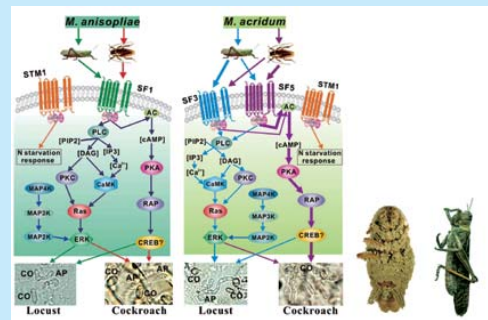 M. anisopliae
M. acridum
STM1
SF1
SF3
SF5
STM1
AC
AC
PLC
PLC
[PIP2]
[cAMP]
[PIP2]
[cAMP]
[DAG]
[IP3]
[DAG]
[IP3]
N starvation
response
[Ca²⁺]
PKA
[Ca²⁺]
PKA
N starvation
response
PKC
CaMK
CaMK
PKC
MAP4K
RAP
MAP4K
RAP
Ras
Ras
MAP3K
MAP3K
MAP2K
ERK
CREB?
ERK
MAP2K
CREB?
CO
AP
CO
AP
AP
CO
CO
CO
AP
CO
Locust
Cockroach
Locust
Cockroach